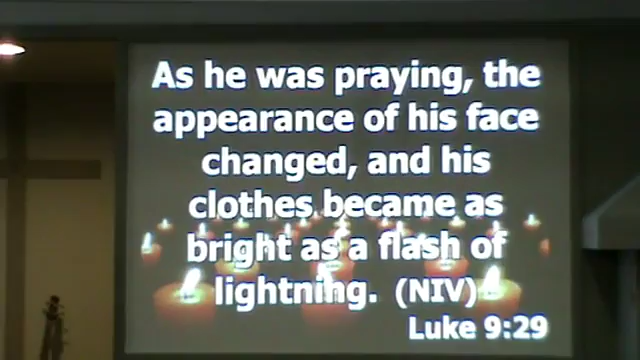 As he was praying, the
appearance of his face
changed, and his
clothes became as
bright as a flash of
lightning. (NIV)
Luke 9:29